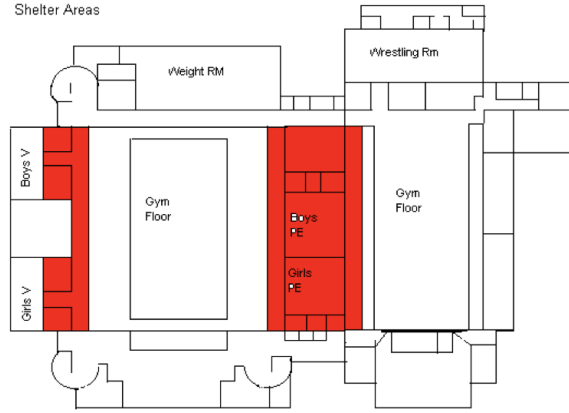 Shelter Areas
Weight RM
Wrestling Rm
Boys V
Gym
Floor
Boys
PE
Gym
Floor
Girls
PE
Girls V